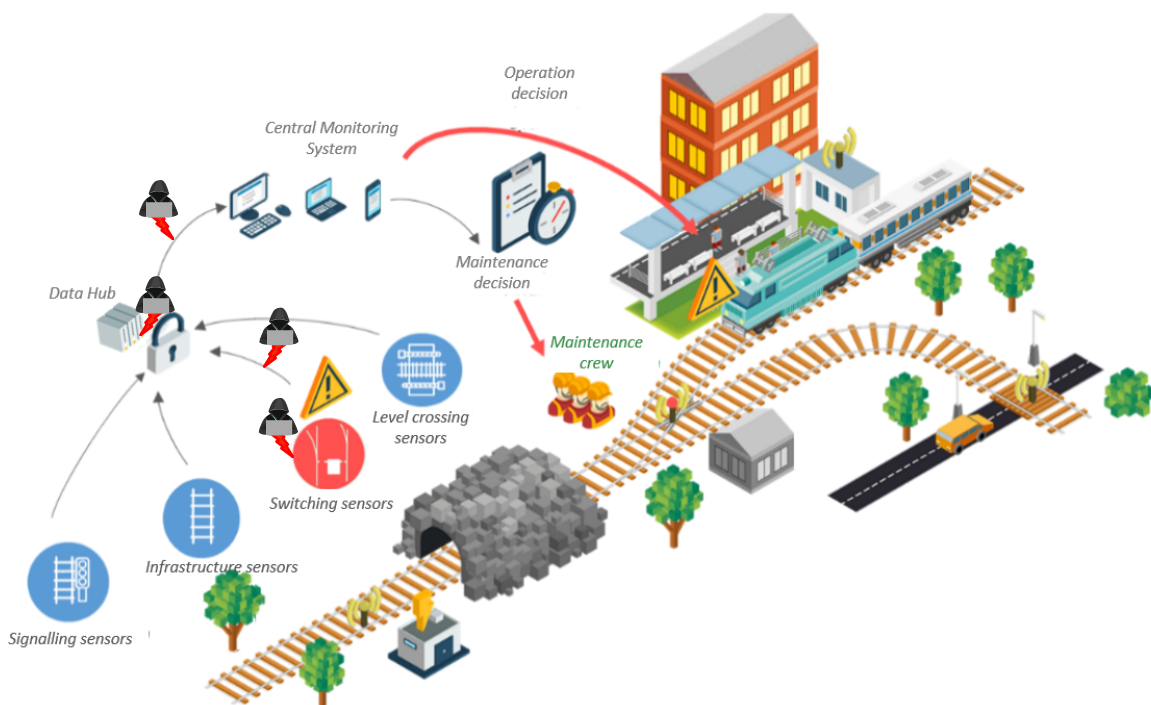 Operation
decision
Central Monitoring
System
Maintenance
decision
Data Hub
Maintenance
crew
Level crossing
sensors
Switching sensors
Infrastructure sensors
Signalling sensors